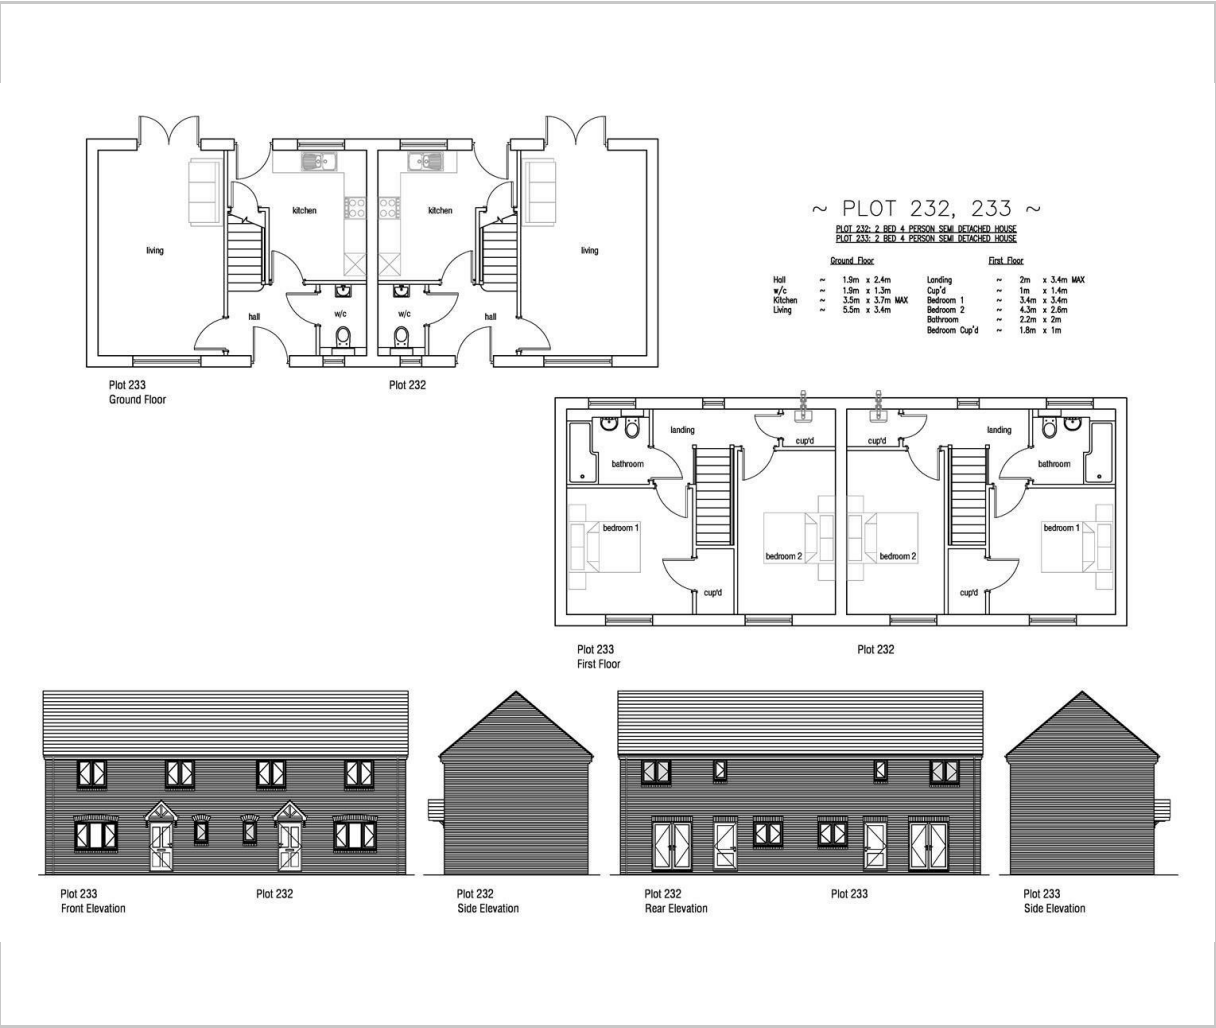 living
kitchen
kitchen
living
hall
w/c
w/c
hall
Plot 233
Ground Floor
Plot 232
~ PLOT 232, 233 ~
PLOT 232: 2 BED 4 PERSON SEMI DETACHED HOUSE
PLOT 233: 2 BED 4 PERSON SEMI DETACHED HOUSE
Ground Floor
Hall ~ 1.9m x 2.4m
w/c ~ 1.9m x 1.3m
Kitchen ~ 3.5m x 3.7m MAX
Living ~ 5.5m x 3.4m
First Floor
Landing ~ 2m x 3.4m MAX
Cup'd ~ 1m x 1.4m
Bedroom 1 ~ 3.4m x 3.4m
Bedroom 2 ~ 4.3m x 2.6m
Bathroom ~ 2.2m x 2m
Bedroom Cup'd ~ 1.8m x 1m
landing
cup'd
cup'd
landing
bathroom
bathroom
bedroom 1
bedroom 2
bedroom 2
bedroom 1
cup'd
cup'd
Plot 233
First Floor
Plot 232
Plot 233
Front Elevation
Plot 232
Plot 232
Side Elevation
Plot 232
Rear Elevation
Plot 233
Plot 233
Side Elevation